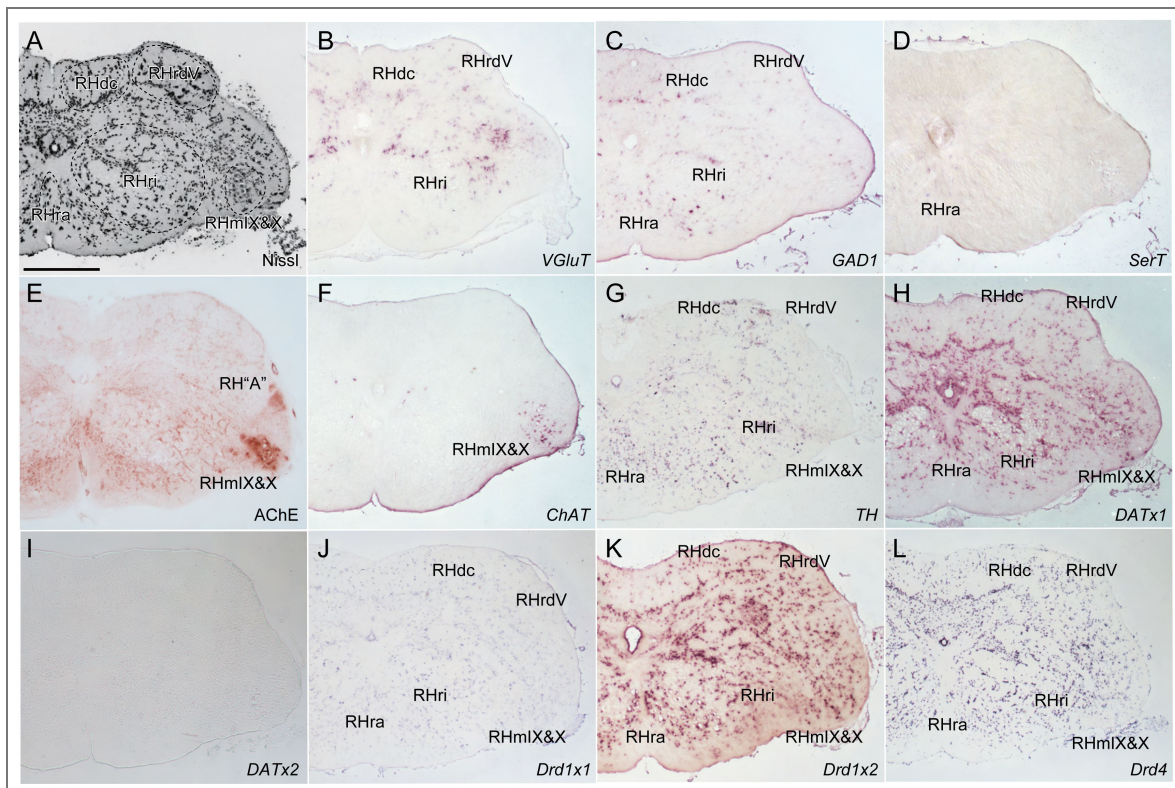 A
RHdc
RHrdV
RHri
RHra
RHmIX&X
Nissl
B
RHrdV
RHdc
RHri
VGluT
C
RHrdV
RHdc
RHri
RHra
GAD1
D
RHra
SerT
E
RH“A”
RHmIX&X
AChE
F
RHmIX&X
ChAT
G
RHdc
RHrdV
RHri
RHra
RHmIX&X
TH
H
RHdc
RHrdV
RHra
RHri
RHmIX&X
DATx1
I
DATx2
J
RHdc
RHrdV
RHri
RHra
RHmIX&X
Drd1x1
K
RHdc
RHrdV
RHri
RHra
RHmIX&X
Drd1x2
L
RHdc
RHrdV
RHri
RHra
RHmIX&X
Drd4